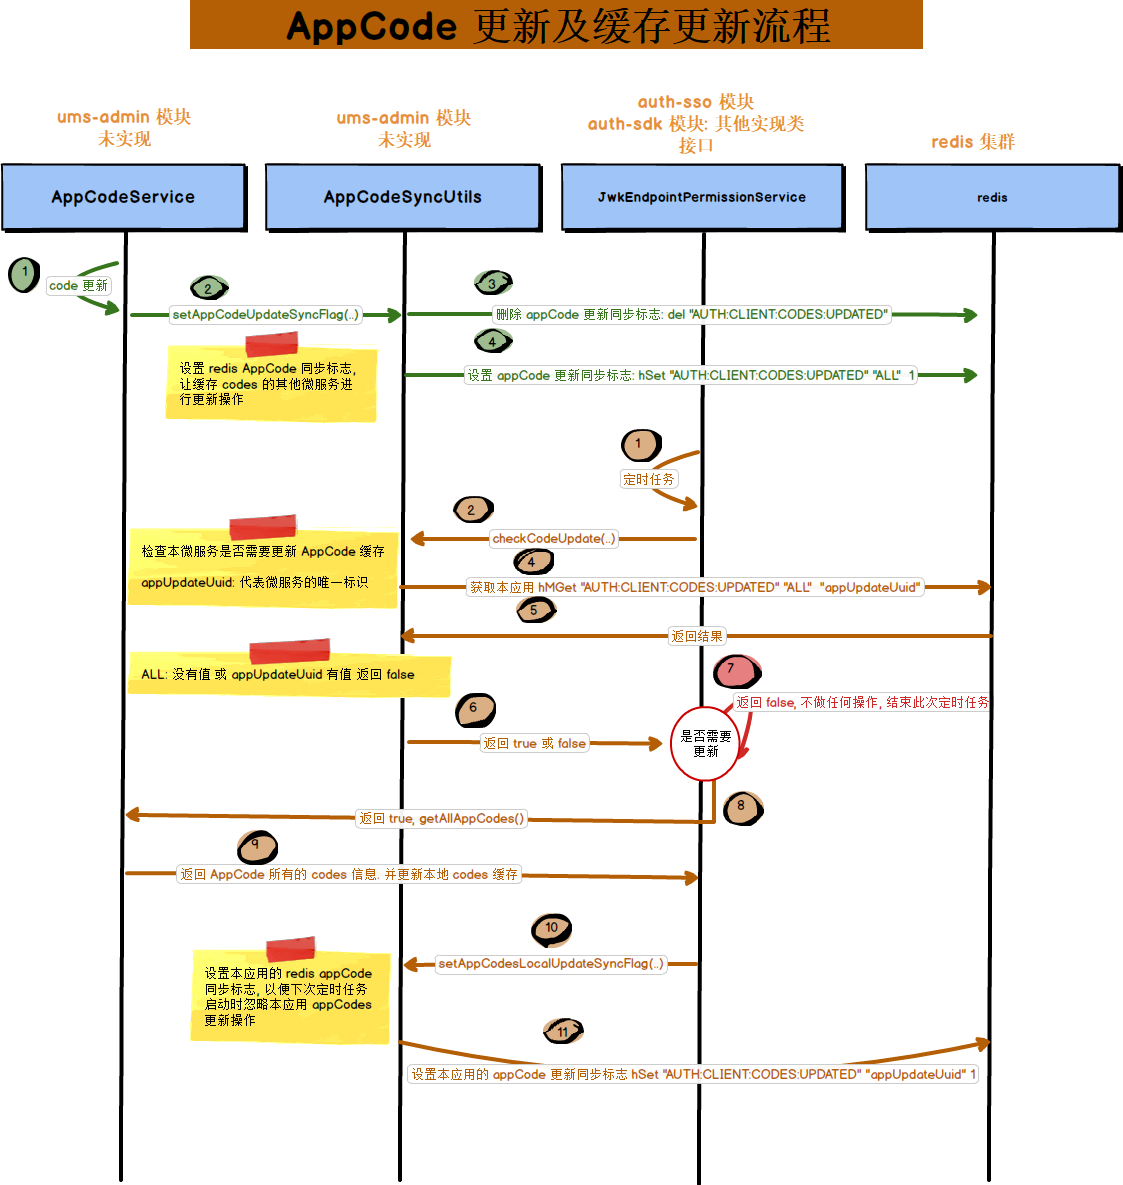 AppCode 更新及缓存更新流程
ums-admin 模块
未实现
ums-admin 模块
未实现
auth-sso 模块
auth-sdk 模块: 其他实现类
接口
redis 集群
AppCodeService
AppCodeSyncUtils
JwkEndpointPermissionService
redis
1
code 更新
2
setAppCodeUpdateSyncFlag(..)
3
删除 appCode 更新同步标志: del "AUTH:CLIENT:CODES:UPDATED"
4
设置 appCode 更新同步标志: hSet "AUTH:CLIENT:CODES:UPDATED" "ALL" 1
设置 redis AppCode 同步标志,
让缓存 codes 的其他微服务进
行更新操作
1
定时任务
2
checkCodeUpdate(..)
检查本微服务是否需要更新 AppCode 缓存
appUpdateUuid: 代表微服务的唯一标识
4
获取本应用 hMGet "AUTH:CLIENT:CODES:UPDATED" "ALL" "appUpdateUuid"
5
返回结果
ALL: 没有值 或 appUpdateUuid 有值 返回 false
7
返回 false, 不做任何操作, 结束此次定时任务
6
返回 true 或 false
是否需要
更新
8
返回 true, getAllAppCodes()
9
返回 AppCode 所有的 codes 信息. 并更新本地 codes 缓存
10
setAppCodesLocalUpdateSyncFlag(..)
设置本应用的 redis appCode
同步标志, 以便下次定时任务
启动时忽略本应用 appCodes
更新操作
11
设置本应用的 appCode 更新同步标志 hSet "AUTH:CLIENT:CODES:UPDATED" "appUpdateUuid" 1